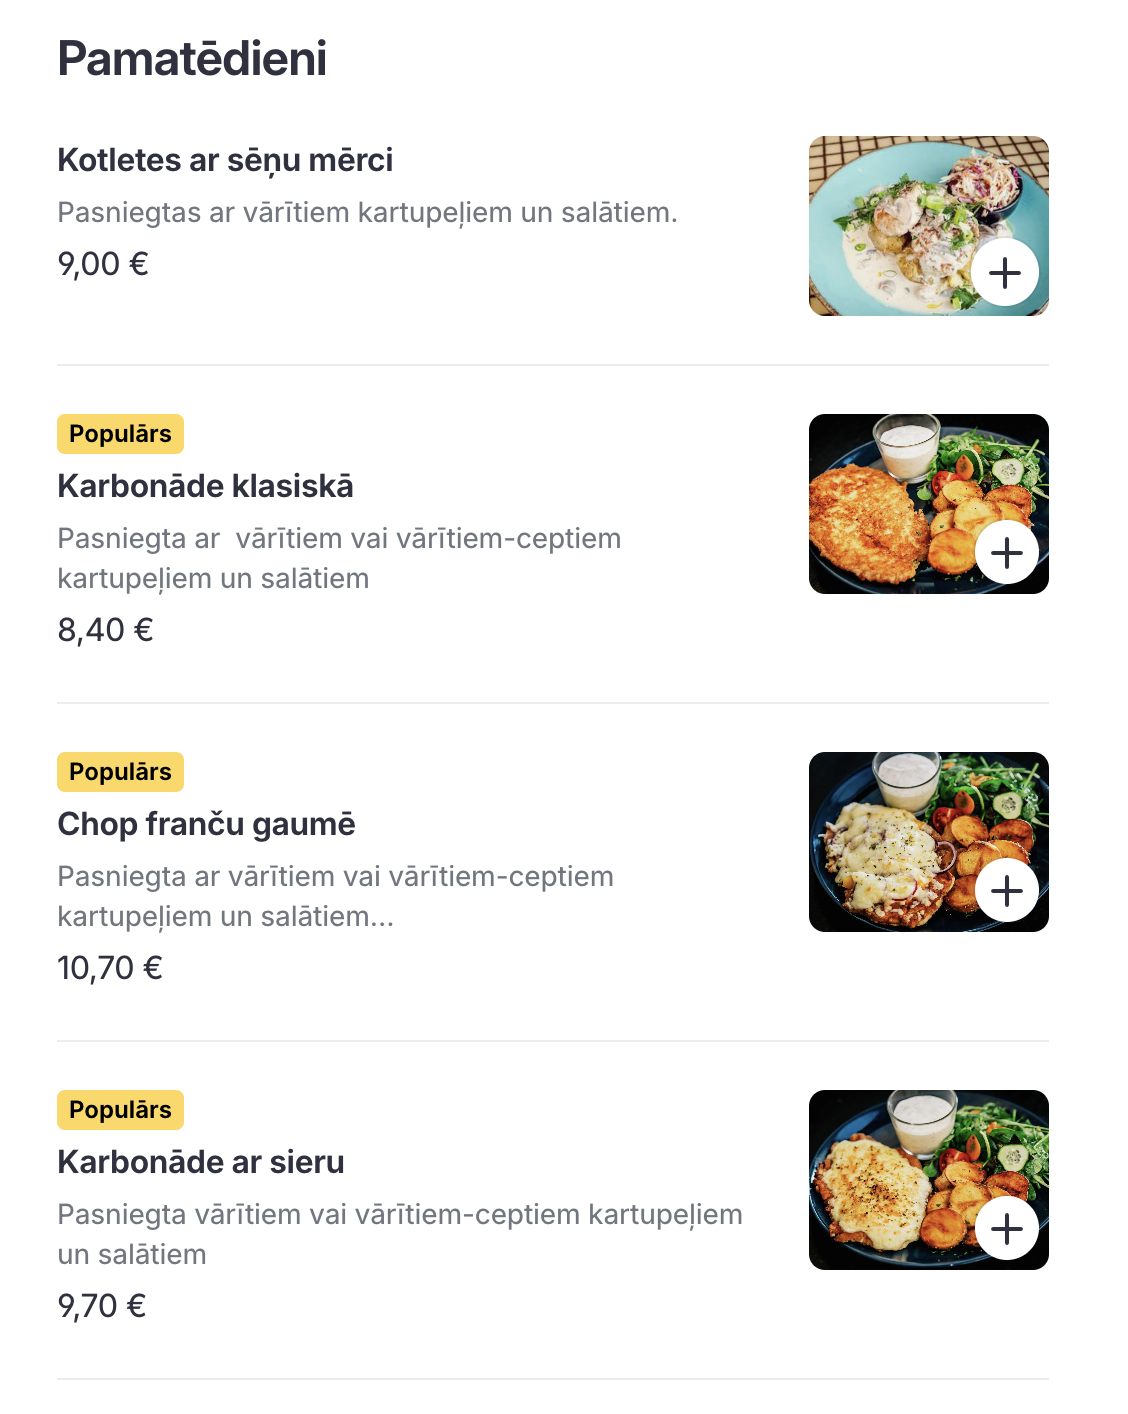 Pamatēdieni
Kotletes ar sēņu mērci
Pasniegtas ar vārītiem kartupeļiem un salātiem.
9,00 €
Populārs
Karbonāde klasiskā
Pasniegta ar  vārītiem vai vārītiem-ceptiem
kartupeļiem un salātiem
8,40 €
Populārs
Chop franču gaumē
Pasniegta ar vārītiem vai vārītiem-ceptiem
kartupeļiem un salātiem...
10,70 €
Populārs
Karbonāde ar sieru
Pasniegta vārītiem vai vārītiem-ceptiem kartupeļiem
un salātiem
9,70 €